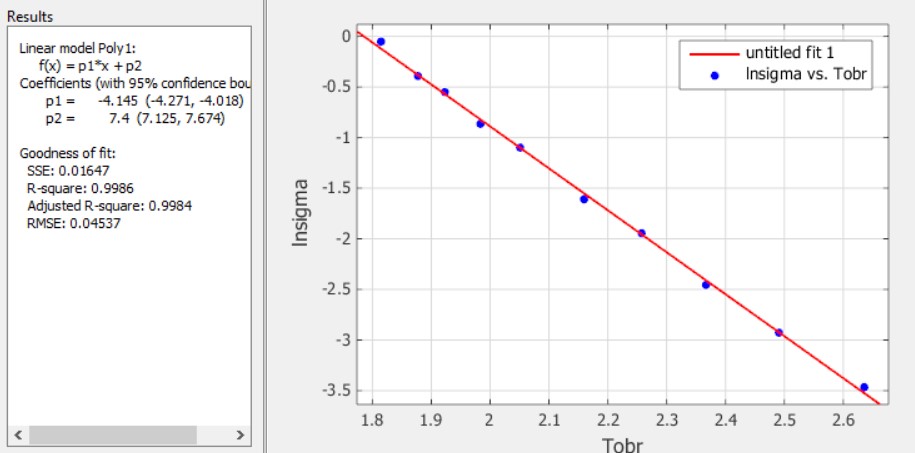 Results
Linear model Poly1:
f(x) = p1*x + p2
Coefficients (with 95% confidence bou
p1 = -4.145 (-4.271, -4.018)
p2 = 7.4 (7.125, 7.674)
Goodness of fit:
SSE: 0.01647
R-square: 0.9986
Adjusted R-square: 0.9984
RMSE: 0.04537
untitled fit 1
lnsigma vs. Tobr
0
-0.5
-1
-1.5
-2
-2.5
-3
-3.5
lnsigma
1.8 1.9 2 2.1 2.2 2.3 2.4 2.5 2.6
Tobr